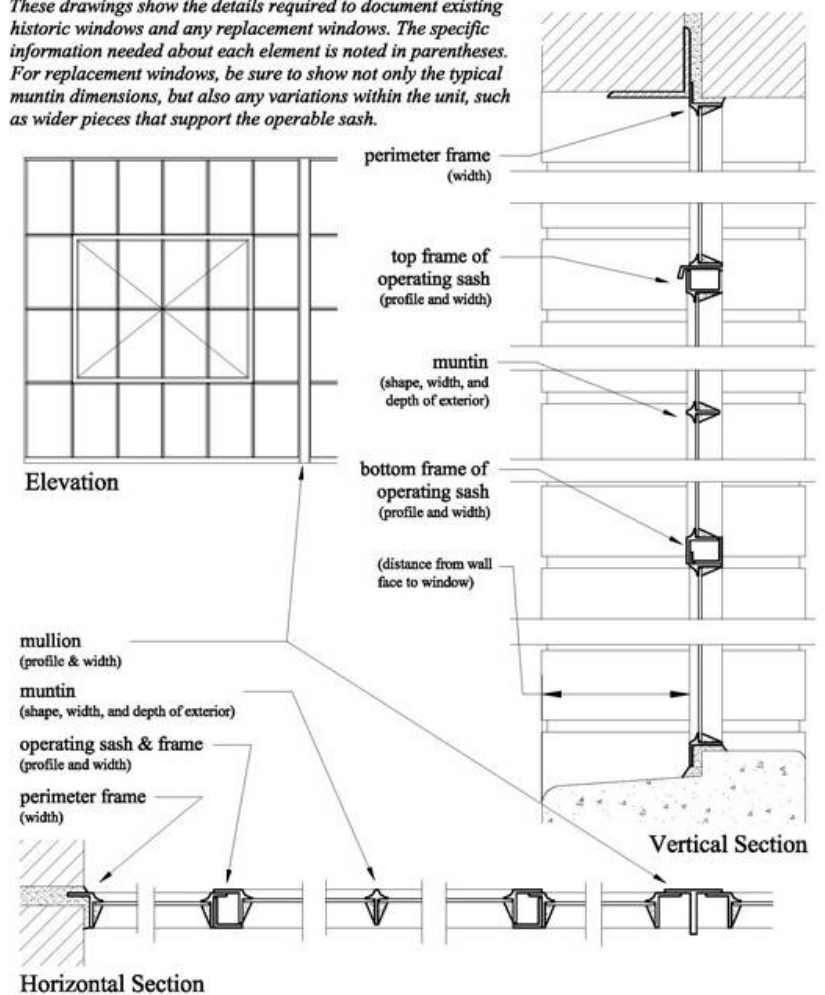 These drawings show the details required to document existing
historic windows and any replacement windows. The specific
information needed about each element is noted in parentheses.
For replacement windows, be sure to show not only the typical
muntin dimensions, but also any variations within the unit, such
as wider pieces that support the operable sash.
perimeter frame
(width)
top frame of
operating sash
(profile and width)
muntin
(shape, width, and
depth of exterior)
bottom frame of
operating sash
(profile and width)
(distance from wall
face to window)
Elevation
mullion
(profile & width)
muntin
(shape, width, and depth of exterior)
operating sash & frame
(profile and width)
perimeter frame
(width)
Vertical Section
Horizontal Section